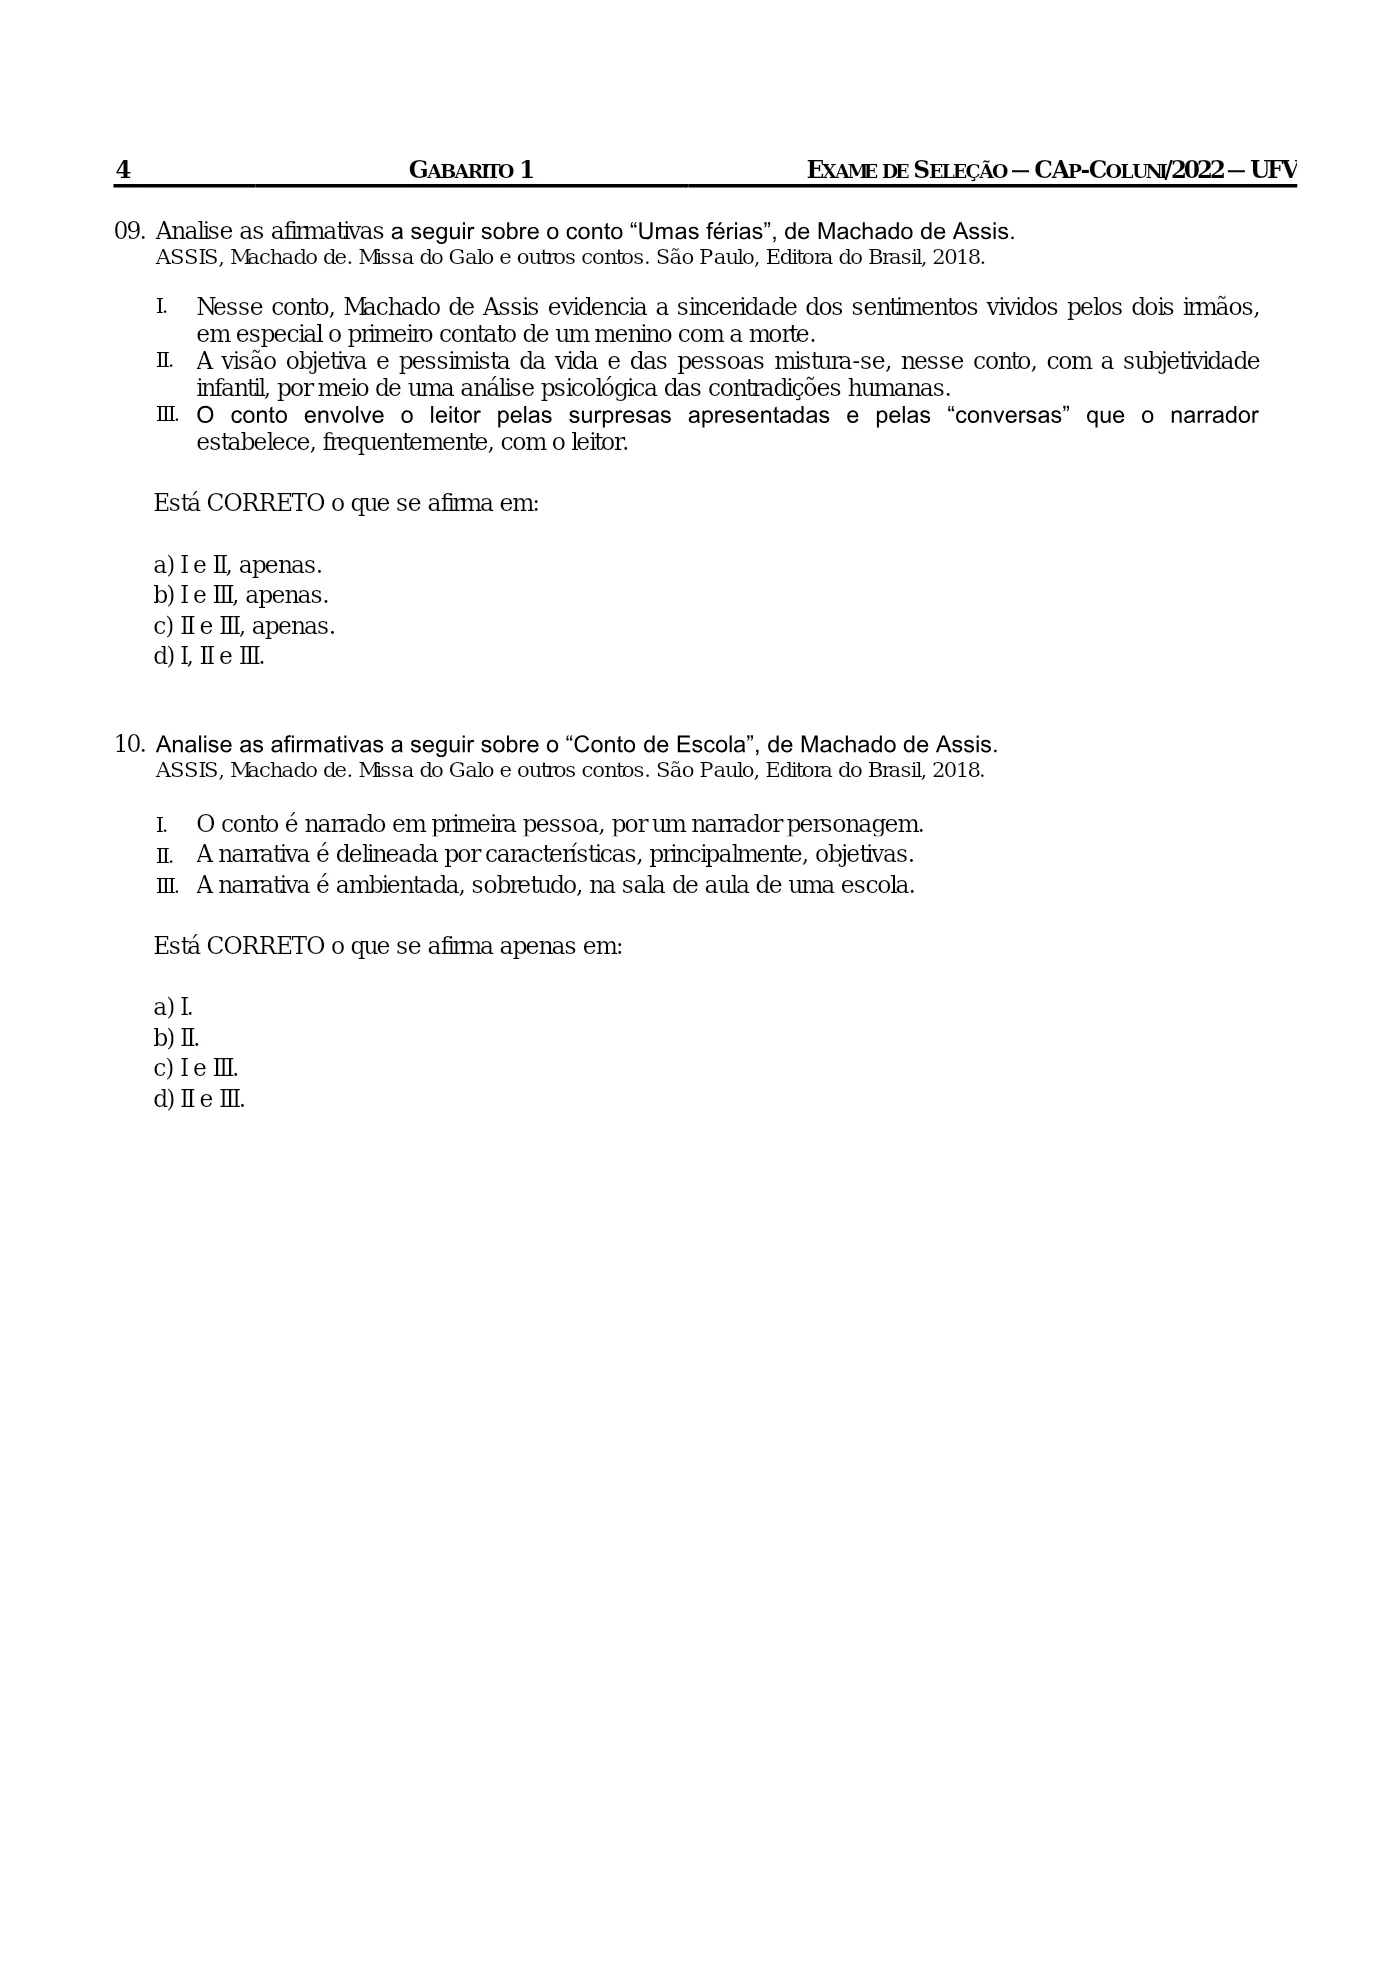 4 GABARITO 1 EXAME DE SELEÇÃO — CAP-COLUNI/2022 — UFV
09. Analise as afirmativas a seguir sobre o conto “Umas férias”, de Machado de Assis.
ASSIS, Machado de. Missa do Galo e outros contos. São Paulo, Editora do Brasil, 2018.
I. Nesse conto, Machado de Assis evidencia a sinceridade dos sentimentos vividos pelos dois irmãos,
em especial o primeiro contato de um menino com a morte.
II. A visão objetiva e pessimista da vida e das pessoas mistura-se, nesse conto, com a subjetividade
infantil, por meio de uma análise psicológica das contradições humanas.
III. O conto envolve o leitor pelas surpresas apresentadas e pelas “conversas” que o narrador
estabelece, frequentemente, com o leitor.
Está CORRETO o que se afirma em:
a) I e II, apenas.
b) I e III, apenas.
c) II e III, apenas.
d) I, II e III.
10. Analise as afirmativas a seguir sobre o “Conto de Escola”, de Machado de Assis.
ASSIS, Machado de. Missa do Galo e outros contos. São Paulo, Editora do Brasil, 2018.
I. O conto é narrado em primeira pessoa, por um narrador personagem.
II. A narrativa é delineada por características, principalmente, objetivas.
III. A narrativa é ambientada, sobretudo, na sala de aula de uma escola.
Está CORRETO o que se afirma apenas em:
a) I.
b) II.
c) I e III.
d) II e III.